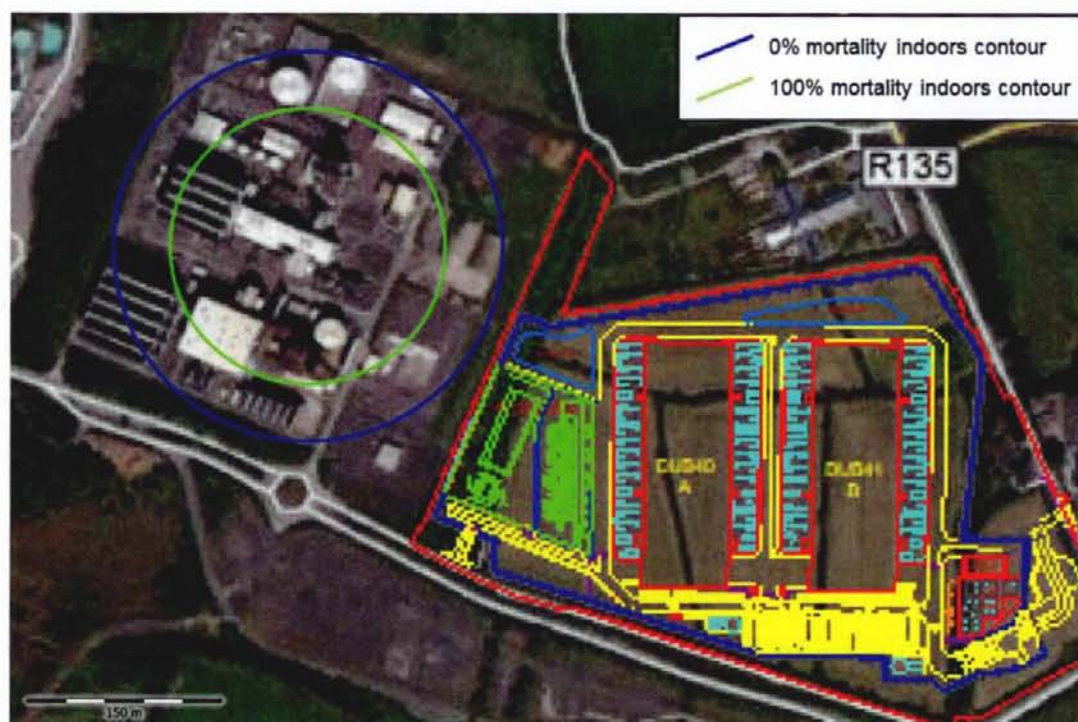 0% mortality indoors contour
100% mortality indoors contour
R135
DUB40
A
DUB41
B
150 m